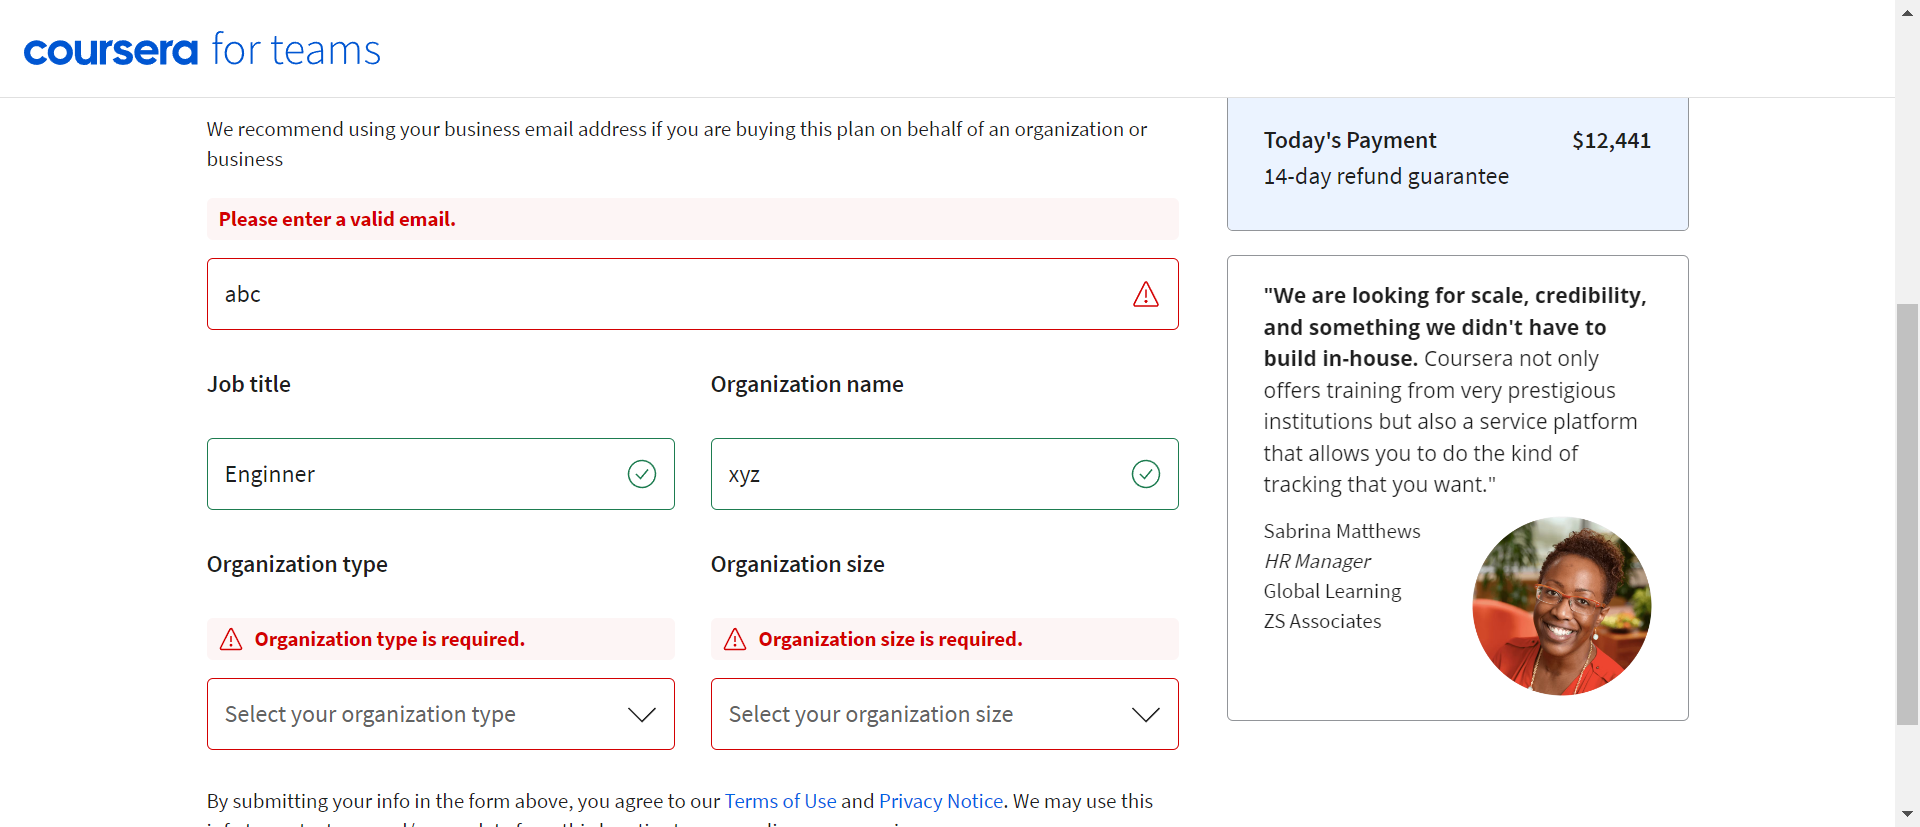 coursera for teams
We recommend using your business email address if you are buying this plan on behalf of an organization or
business
Please enter a valid email.
abc
Job title
Organization name
Enginner
xyz
Organization type
Organization size
Organization type is required.
Organization size is required.
Select your organization type
Select your organization size
By submitting your info in the form above, you agree to our Terms of Use and Privacy Notice. We may use this
Today's Payment $12,441
14-day refund guarantee
"We are looking for scale, credibility,
and something we didn't have to
build in-house. Coursera not only
offers training from very prestigious
institutions but also a service platform
that allows you to do the kind of
tracking that you want."
Sabrina Matthews
HR Manager
Global Learning
ZS Associates